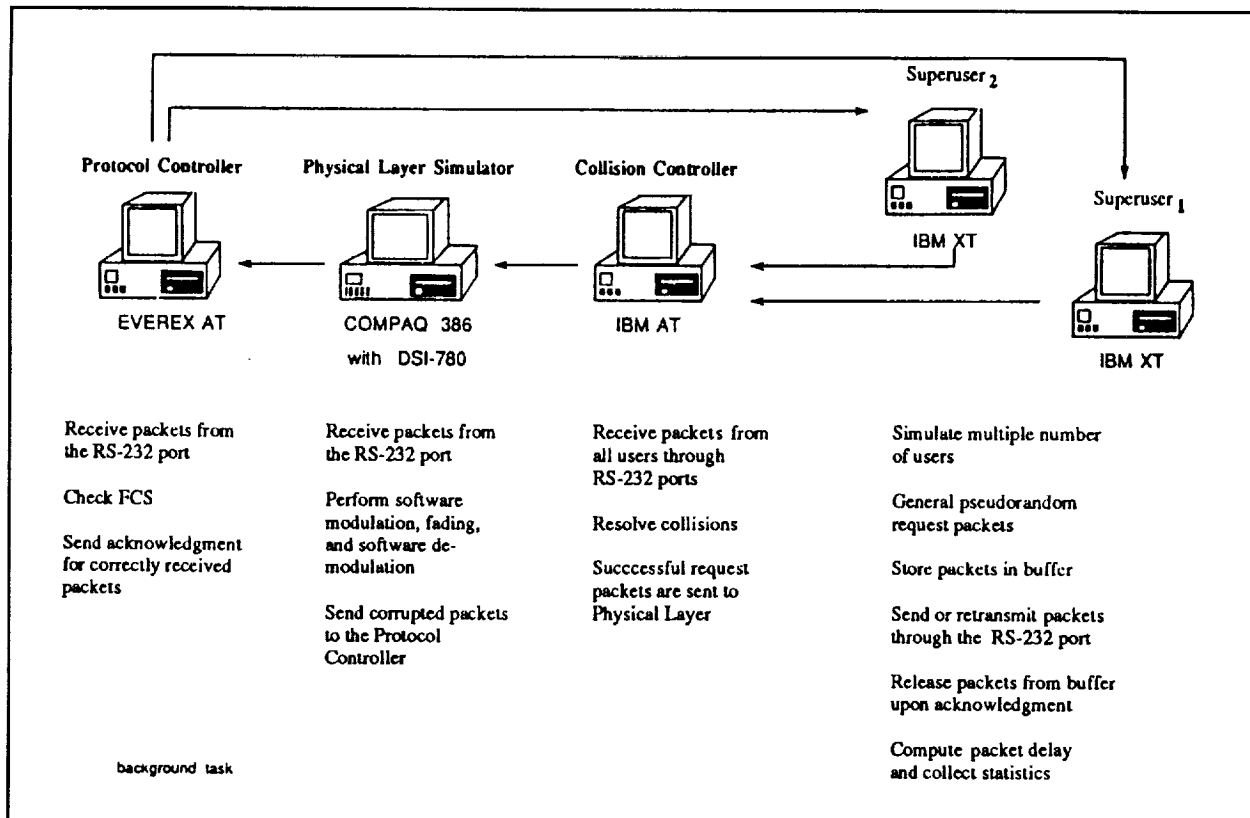 Superuser 2
Protocol Controller
Physical Layer Simulator
Collision Controller
Superuser 1
IBM XT
EVEREX AT
COMPAQ 386
with DSI-780
IBM AT
IBM XT
Receive packets from
the RS-232 port
Check FCS
Send acknowledgment
for correctly received
packets
Receive packets from
the RS-232 port
Perform software
modulation, fading,
and software de-
modulation
Send corrupted packets
to the Protocol
Controller
Receive packets from
all users through
RS-232 ports
Resolve collisions
Succcessful request
packets are sent to
Physical Layer
Simulate multiple number
of users
General pseudorandom
request packets
Store packets in buffer
Send or retransmit packets
through the RS-232 port
Release packets from buffer
upon acknowledgment
Compute packet delay
and collect statistics
background task